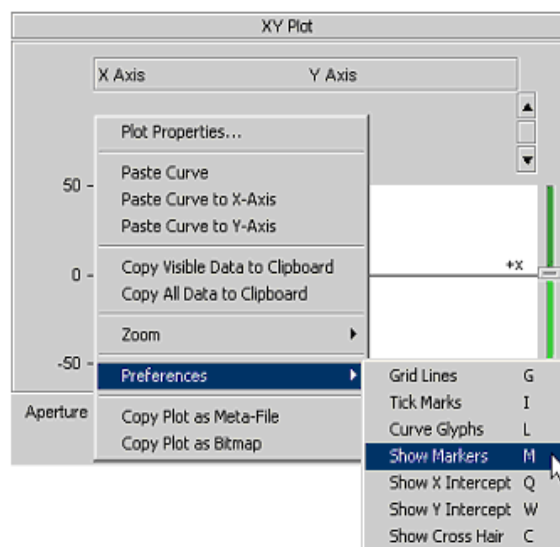 XY Plot
X Axis Y Axis
Plot Properties...
Paste Curve
Paste Curve to X-Axis
Paste Curve to Y-Axis
50
Copy Visible Data to Clipboard
+x
0
Copy All Data to Clipboard
Zoom
-50
Preferences
Grid Lines G
Tick Marks I
Aperture
Copy Plot as Meta-File
Curve Glyphs L
Copy Plot as Bitmap
Show Markers M
Show X Intercept Q
Show Y Intercept W
Show Cross Hair C